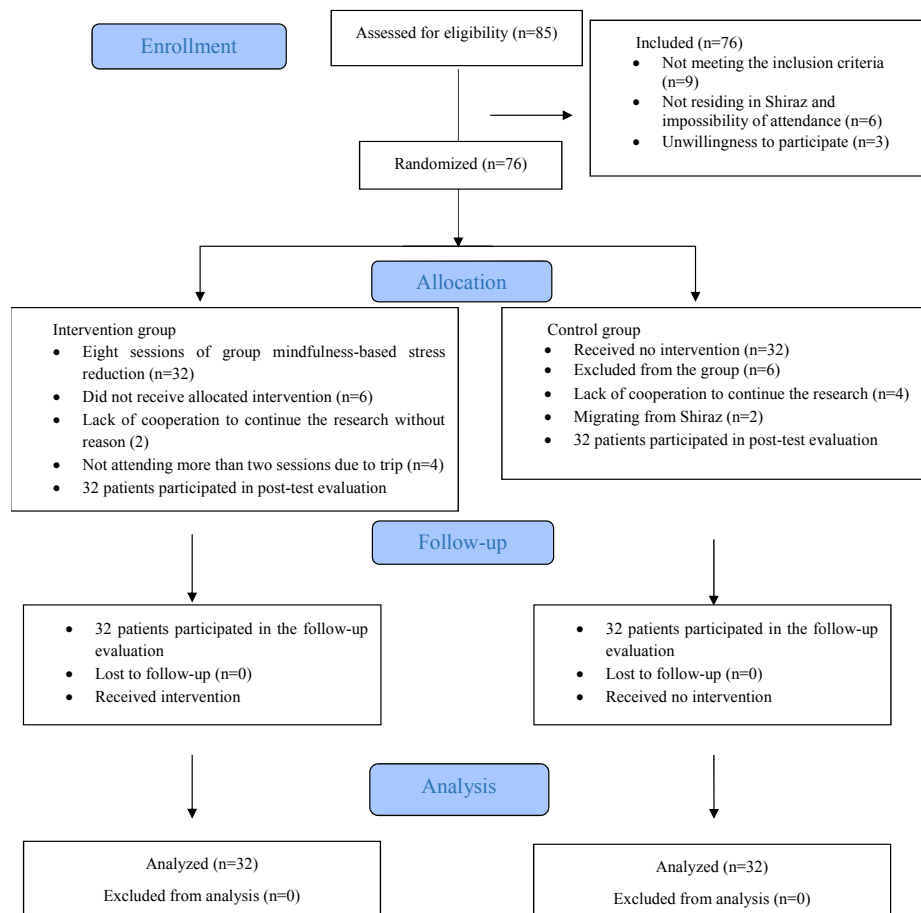 Enrollment
Assessed for eligibility (n=85)
Included (n=76)
• Not meeting the inclusion criteria
(n=9)
• Not residing in Shiraz and
impossibility of attendance (n=6)
• Unwillingness to participate (n=3)
Randomized (n=76)
Allocation
Intervention group
• Eight sessions of group mindfulness-based stress
reduction (n=32)
• Did not receive allocated intervention (n=6)
• Lack of cooperation to continue the research without
reason (2)
• Not attending more than two sessions due to trip (n=4)
• 32 patients participated in post-test evaluation
Control group
• Received no intervention (n=32)
• Excluded from the group (n=6)
• Lack of cooperation to continue the research (n=4)
• Migrating from Shiraz (n=2)
• 32 patients participated in post-test evaluation
Follow-up
• 32 patients participated in the follow-up
evaluation
• Lost to follow-up (n=0)
• Received intervention
• 32 patients participated in the follow-up
evaluation
• Lost to follow-up (n=0)
• Received no intervention
Analysis
Analyzed (n=32)
Excluded from analysis (n=0)
Analyzed (n=32)
Excluded from analysis (n=0)